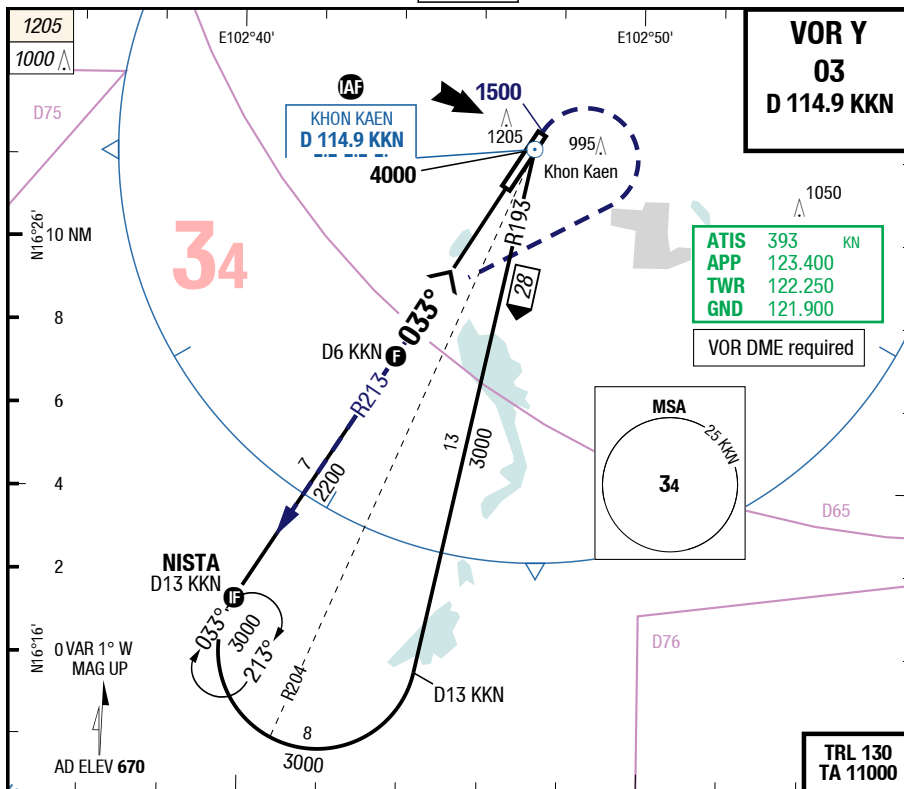 1205
1000
E102°40'
E102°50'
VOR Y
03
D 114.9 KKN
D75
IAF
KHON KAEN
D 114.9 KKN
4000
1500
1205
995
Khon Kaen
1050
N16°26'
10 NM
34
R193
28
ATIS 393 KN
APP 123.400
TWR 122.250
GND 121.900
VOR DME required
8
033°
D6 KKN
F
R213
6
MSA
25 KKN
34
13
3000
7
2200
4
D65
2
NISTA
D13 KKN
IF
033°
3000
213°
N16°16'
0
VAR 1° W
MAG UP
D76
R204
D13 KKN
8
3000
AD ELEV 670
TRL 130
TA 11000